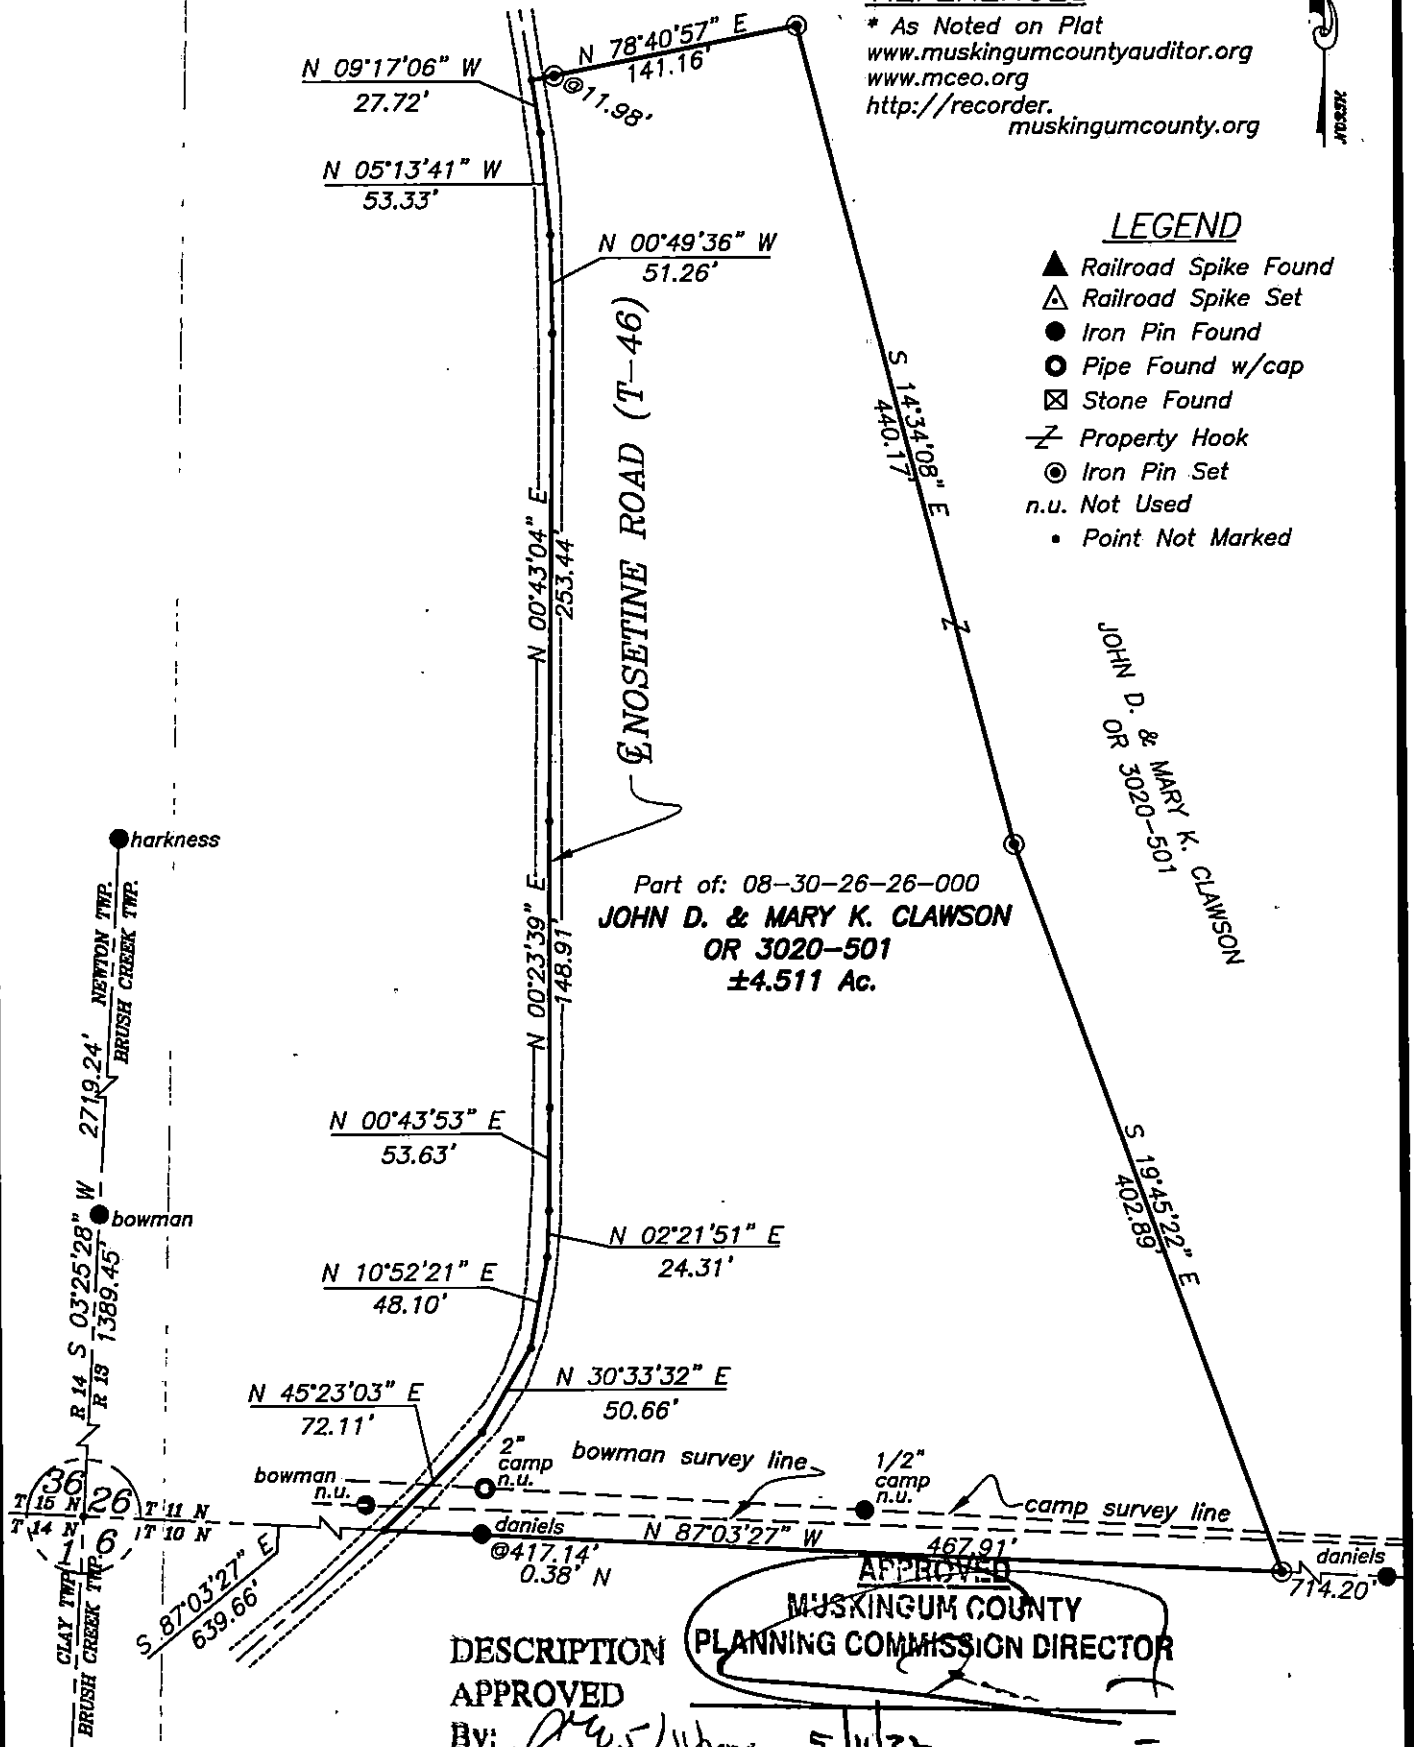 * As Noted on Plat
www.muskingumcountyauditor.org
www.mceo.org
http://recorder.
muskingumcounty.org
NORTH
N 78°40'57" E
141.16'
@11.98'
N 09°17'06" W
27.72'
N 05°13'41" W
53.33'
N 00°49'36" W
51.26'
LEGEND
Railroad Spike Found
Railroad Spike Set
Iron Pin Found
Pipe Found w/cap
Stone Found
Property Hook
Iron Pin Set
n.u. Not Used
Point Not Marked
S 14°34'08" E
440.17'
ENOSETINE ROAD (T-46)
N 00°43'04" E
253.44'
JOHN D. & MARY K. CLAWSON
OR 3020-501
harkness
Part of: 08-30-26-26-000
JOHN D. & MARY K. CLAWSON
OR 3020-501
±4.511 Ac.
N 00°23'39" E
148.91'
2719.24'
NEWTON TWP.
BRUSH CREEK TWP.
N 00°43'53" E
53.63'
S 19°45'22" E
402.89'
bowman
N 02°21'51" E
24.31'
N 10°52'21" E
48.10'
R 14 S 03°25'28" W
R 13 1389.45'
N 30°33'32" E
50.66'
N 45°23'03" E
72.11'
2"
camp
n.u.
bowman survey line
1/2"
camp
n.u.
bowman
n.u.
camp survey line
36 26
T 15 N T 11 N
T 14 N T 10 N
1 6
daniels
@417.14'
0.38' N
N 87°03'27" W
467.91'
daniels
714.20'
S 87°03'27" E
639.66'
CLAY TWP.
BRUSH CREEK TWP.
APPROVED
MUSKINGUM COUNTY
PLANNING COMMISSION DIRECTOR
DESCRIPTION
APPROVED
By: